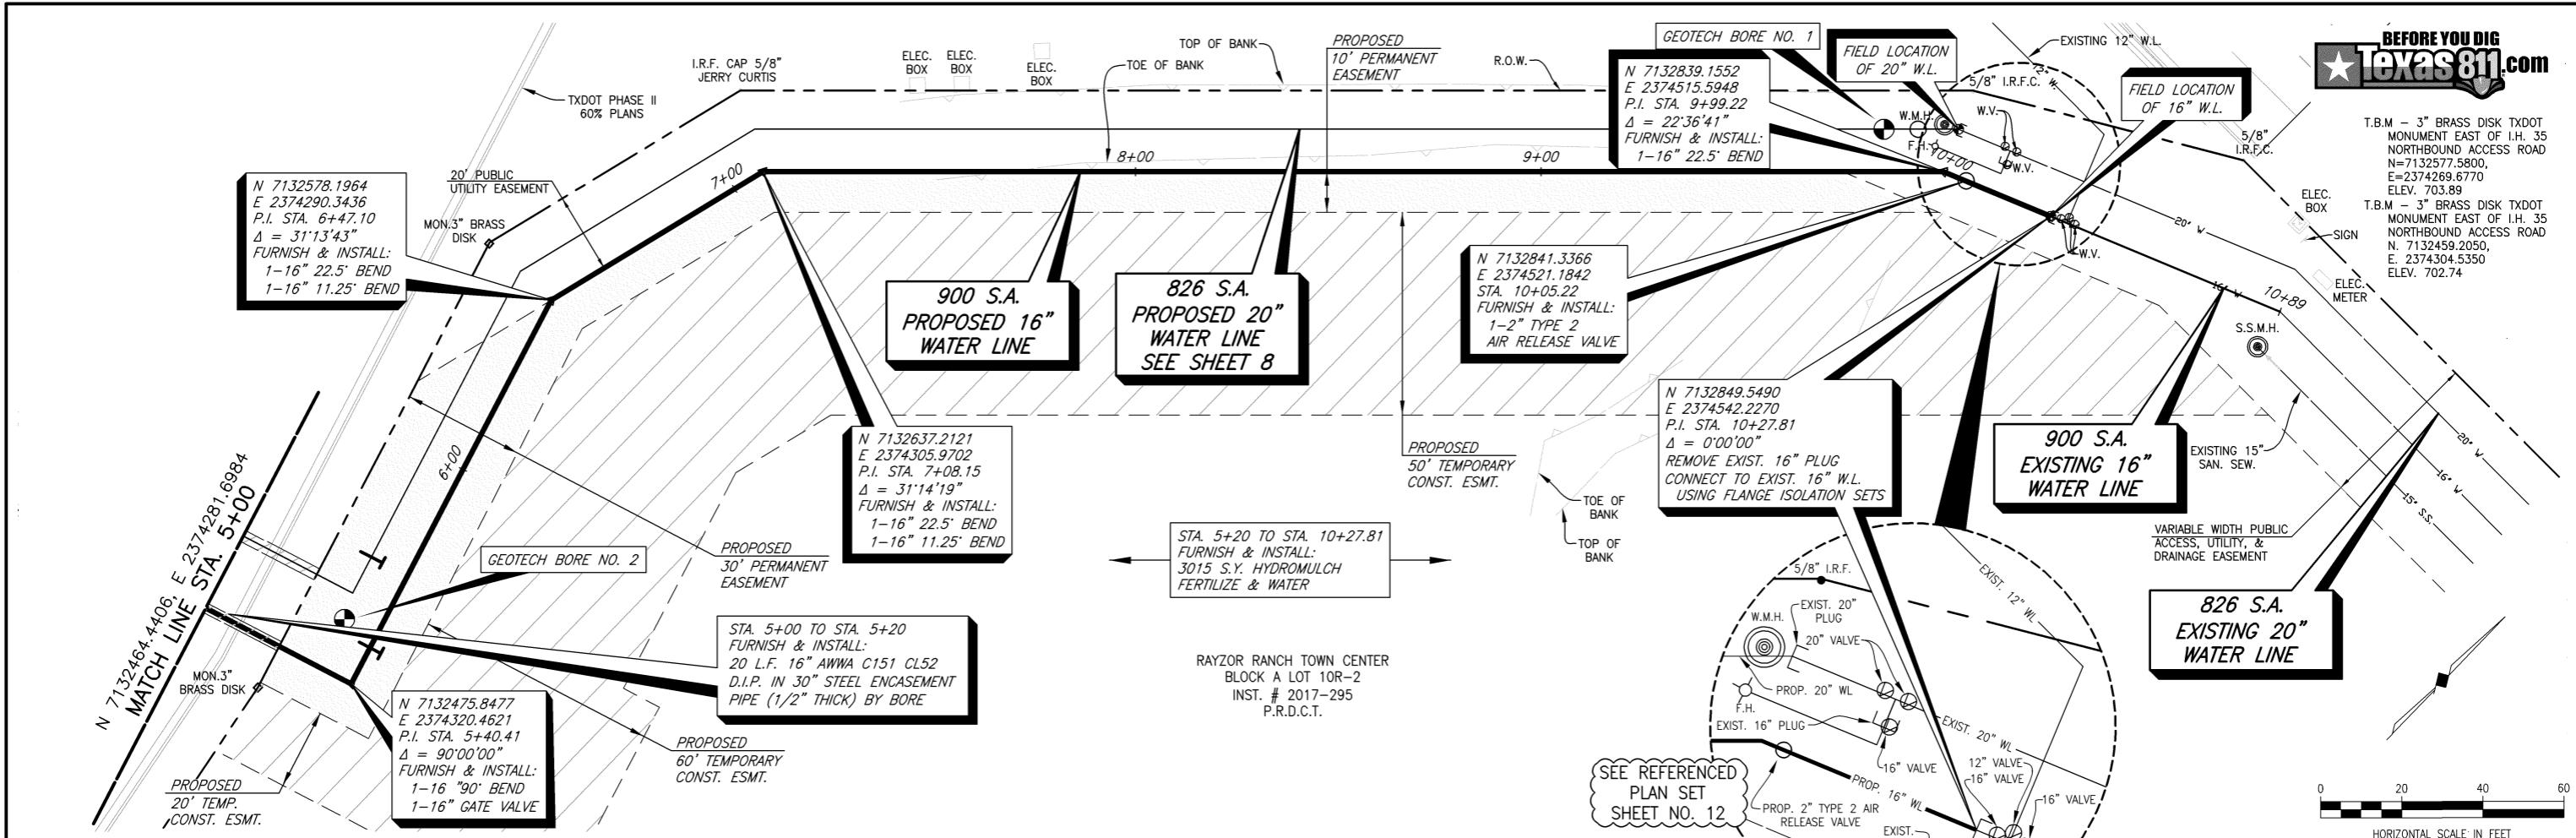 I.R.F. CAP 5/8"
JERRY CURTIS
ELEC.
BOX
ELEC.
BOX
ELEC.
BOX
TOP OF BANK
TOE OF BANK
PROPOSED
10' PERMANENT
EASEMENT
R.O.W.
GEOTECH BORE NO. 1
FIELD LOCATION
OF 20" W.L.
EXISTING 12" W.L.
12" W.
5/8" I.R.F.C.
FIELD LOCATION
OF 16" W.L.
BEFORE YOU DIG
Texas811.com
T.B.M – 3" BRASS DISK TXDOT
MONUMENT EAST OF I.H. 35
NORTHBOUND ACCESS ROAD
N=7132577.5800,
E=2374269.6770
ELEV. 703.89
T.B.M – 3" BRASS DISK TXDOT
MONUMENT EAST OF I.H. 35
NORTHBOUND ACCESS ROAD
N. 7132459.2050,
E. 2374304.5350
ELEV. 702.74
TXDOT PHASE II
60% PLANS
N 7132839.1552
E 2374515.5948
P.I. STA. 9+99.22
Δ = 22°36'41"
FURNISH & INSTALL:
1-16" 22.5° BEND
W.M.H.
F.H.
W.V.
W.V.
10+00
5/8"
I.R.F.C.
ELEC.
BOX
SIGN
ELEC.
METER
20" W
W.V.
16" W
10+89
S.S.M.H.
N 7132578.1964
E 2374290.3436
P.I. STA. 6+47.10
Δ = 31°13'43"
FURNISH & INSTALL:
1-16" 22.5° BEND
1-16" 11.25° BEND
20' PUBLIC
UTILITY EASEMENT
MON.3" BRASS
DISK
7+00
8+00
9+00
900 S.A.
PROPOSED 16"
WATER LINE
826 S.A.
PROPOSED 20"
WATER LINE
SEE SHEET 8
N 7132841.3366
E 2374521.1842
STA. 10+05.22
FURNISH & INSTALL:
1-2" TYPE 2
AIR RELEASE VALVE
N 7132849.5490
E 2374542.2270
P.I. STA. 10+27.81
Δ = 0°00'00"
REMOVE EXIST. 16" PLUG
CONNECT TO EXIST. 16" W.L.
USING FLANGE ISOLATION SETS
900 S.A.
EXISTING 16"
WATER LINE
EXISTING 15"
SAN. SEW.
20" W
16" W
15" S.S.
VARIABLE WIDTH PUBLIC
ACCESS, UTILITY, &
DRAINAGE EASEMENT
826 S.A.
EXISTING 20"
WATER LINE
N 7132637.2121
E 2374305.9702
P.I. STA. 7+08.15
Δ = 31°14'19"
FURNISH & INSTALL:
1-16" 22.5° BEND
1-16" 11.25° BEND
PROPOSED
50' TEMPORARY
CONST. ESMT.
TOE OF
BANK
TOP OF
BANK
6+00
N 7132464.4406, E 2374281.6984
MATCH LINE STA. 5+00
GEOTECH BORE NO. 2
PROPOSED
30' PERMANENT
EASEMENT
STA. 5+20 TO STA. 10+27.81
FURNISH & INSTALL:
3015 S.Y. HYDROMULCH
FERTILIZE & WATER
STA. 5+00 TO STA. 5+20
FURNISH & INSTALL:
20 L.F. 16" AWWA C151 CL52
D.I.P. IN 30" STEEL ENCASEMENT
PIPE (1/2" THICK) BY BORE
RAYZOR RANCH TOWN CENTER
BLOCK A LOT 10R-2
INST. # 2017-295
P.R.D.C.T.
MON.3"
BRASS DISK
N 7132475.8477
E 2374320.4621
P.I. STA. 5+40.41
Δ = 90°00'00"
FURNISH & INSTALL:
1-16 "90° BEND
1-16" GATE VALVE
PROPOSED
20' TEMP.
CONST. ESMT.
PROPOSED
60' TEMPORARY
CONST. ESMT.
5/8" I.R.F.
EXIST. 12" WL
W.M.H.
EXIST. 20"
PLUG
20" VALVE
PROP. 20" WL
F.H.
EXIST. 16" PLUG
EXIST. 20" WL
16" VALVE
12" VALVE
16" VALVE
16" VALVE
PROP. 16" WL
PROP. 2" TYPE 2 AIR
RELEASE VALVE
EXIST.
SEE REFERENCED
PLAN SET
SHEET NO. 12
0 20 40 60
HORIZONTAL SCALE IN FEET